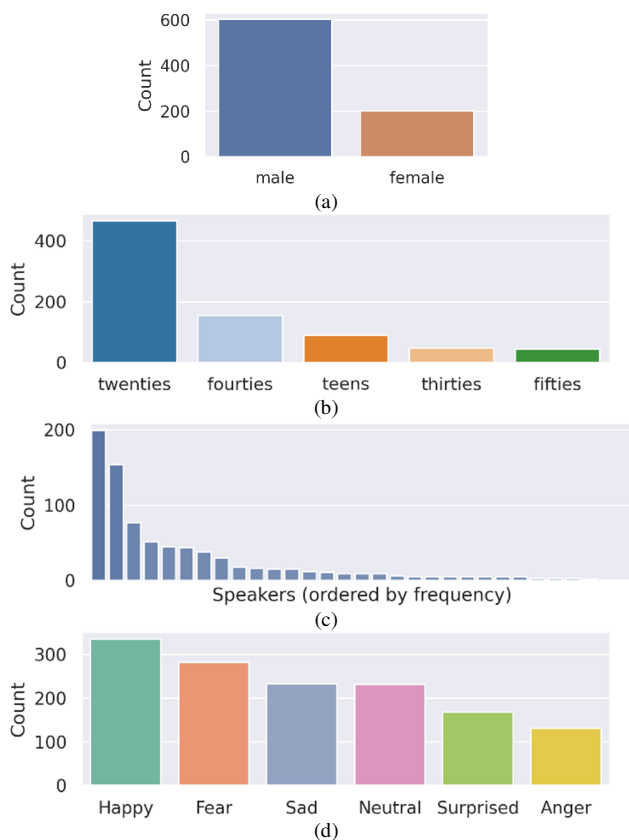 600
400
200
0
Count
male female
(a)
400
200
0
Count
twenties fourties teens thirties fifties
(b)
200
100
0
Count
Speakers (ordered by frequency)
(c)
300
200
100
0
Count
Happy Fear Sad Neutral Surprised Anger
(d)